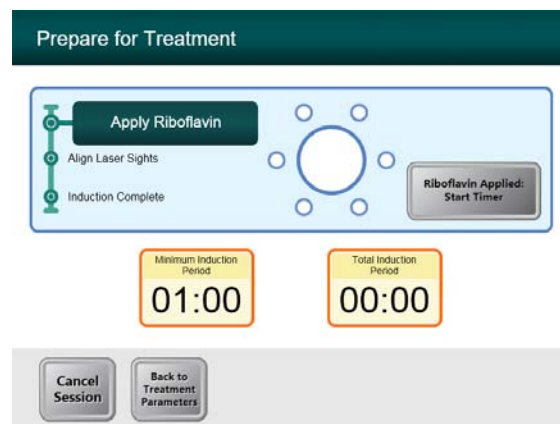 Prepare for Treatment
Apply Riboflavin
Align Laser Sights
Induction Complete
Riboflavin Applied:
Start Timer
Minimum Induction
Period
01:00
Total Induction
Period
00:00
Cancel
Session
Back to
Treatment
Parameters